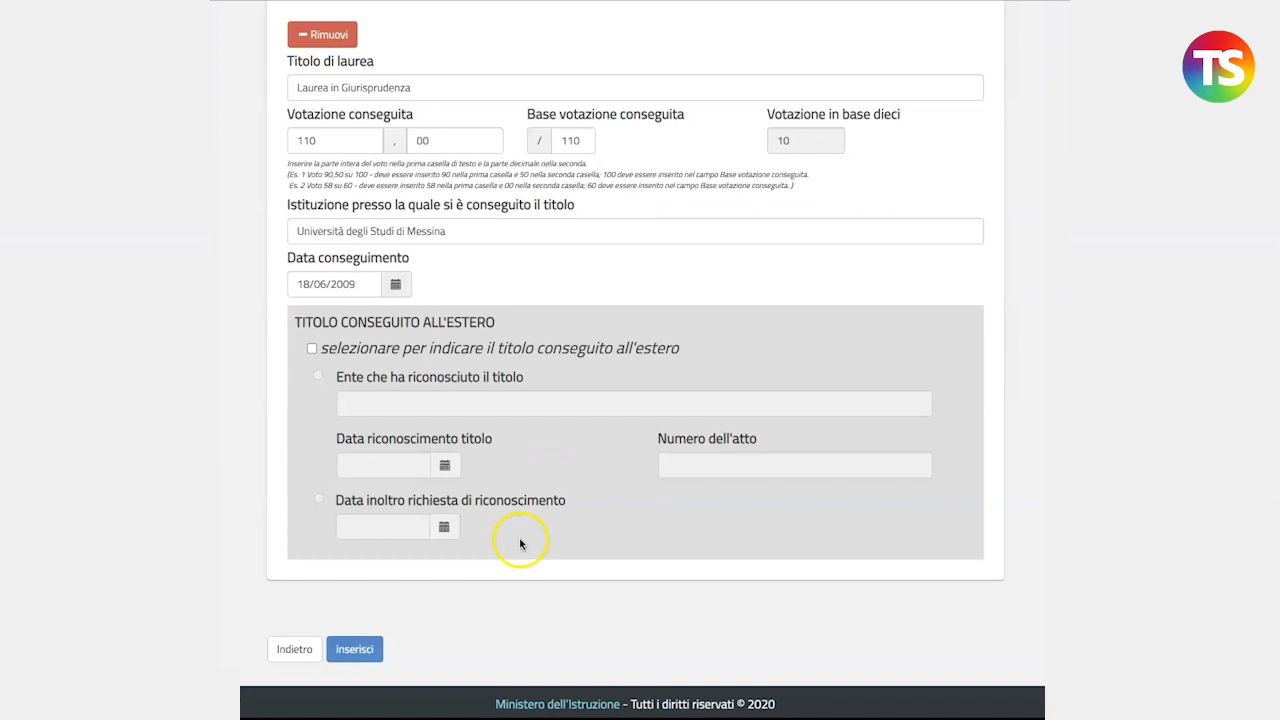 TS
Rimuovi
Titolo di laurea
Laurea in Giurisprudenza
Votazione conseguita
Base votazione conseguita
Votazione in base dieci
110 , 00
/ 110
10
Inserire la parte intera del voto nella prima casella di testo e la parte decimale nella seconda.
(Es. 1 Voto 90,50 su 100 - deve essere inserito 90 nella prima casella e 50 nella seconda casella; 100 deve essere inserito nel campo Base votazione conseguita.
Es. 2 Voto 58 su 60 - deve essere inserito 58 nella prima casella e 00 nella seconda casella; 60 deve essere inserito nel campo Base votazione conseguita. )
Istituzione presso la quale si è conseguito il titolo
Università degli Studi di Messina
Data conseguimento
18/06/2009
TITOLO CONSEGUITO ALL'ESTERO
selezionare per indicare il titolo conseguito all'estero
Ente che ha riconosciuto il titolo
Data riconoscimento titolo
Numero dell'atto
Data inoltro richiesta di riconoscimento
Indietro
inserisci
Ministero dell'Istruzione - Tutti i diritti riservati © 2020